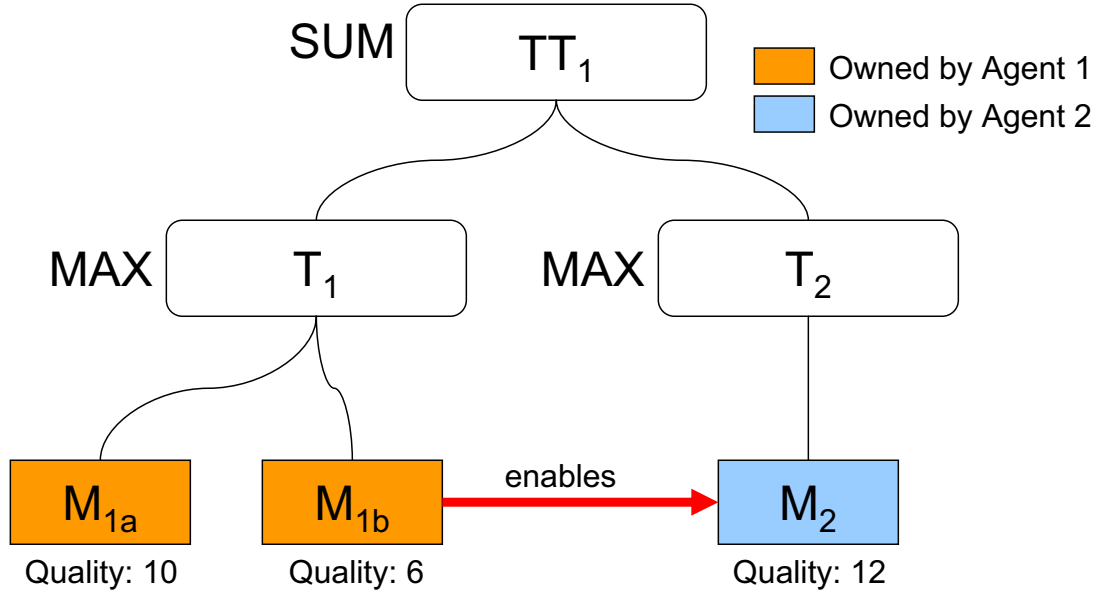 SUM
TT1
Owned by Agent 1
Owned by Agent 2
MAX
T1
MAX
T2
M1a
M1b
enables
M2
Quality: 10
Quality: 6
Quality: 12